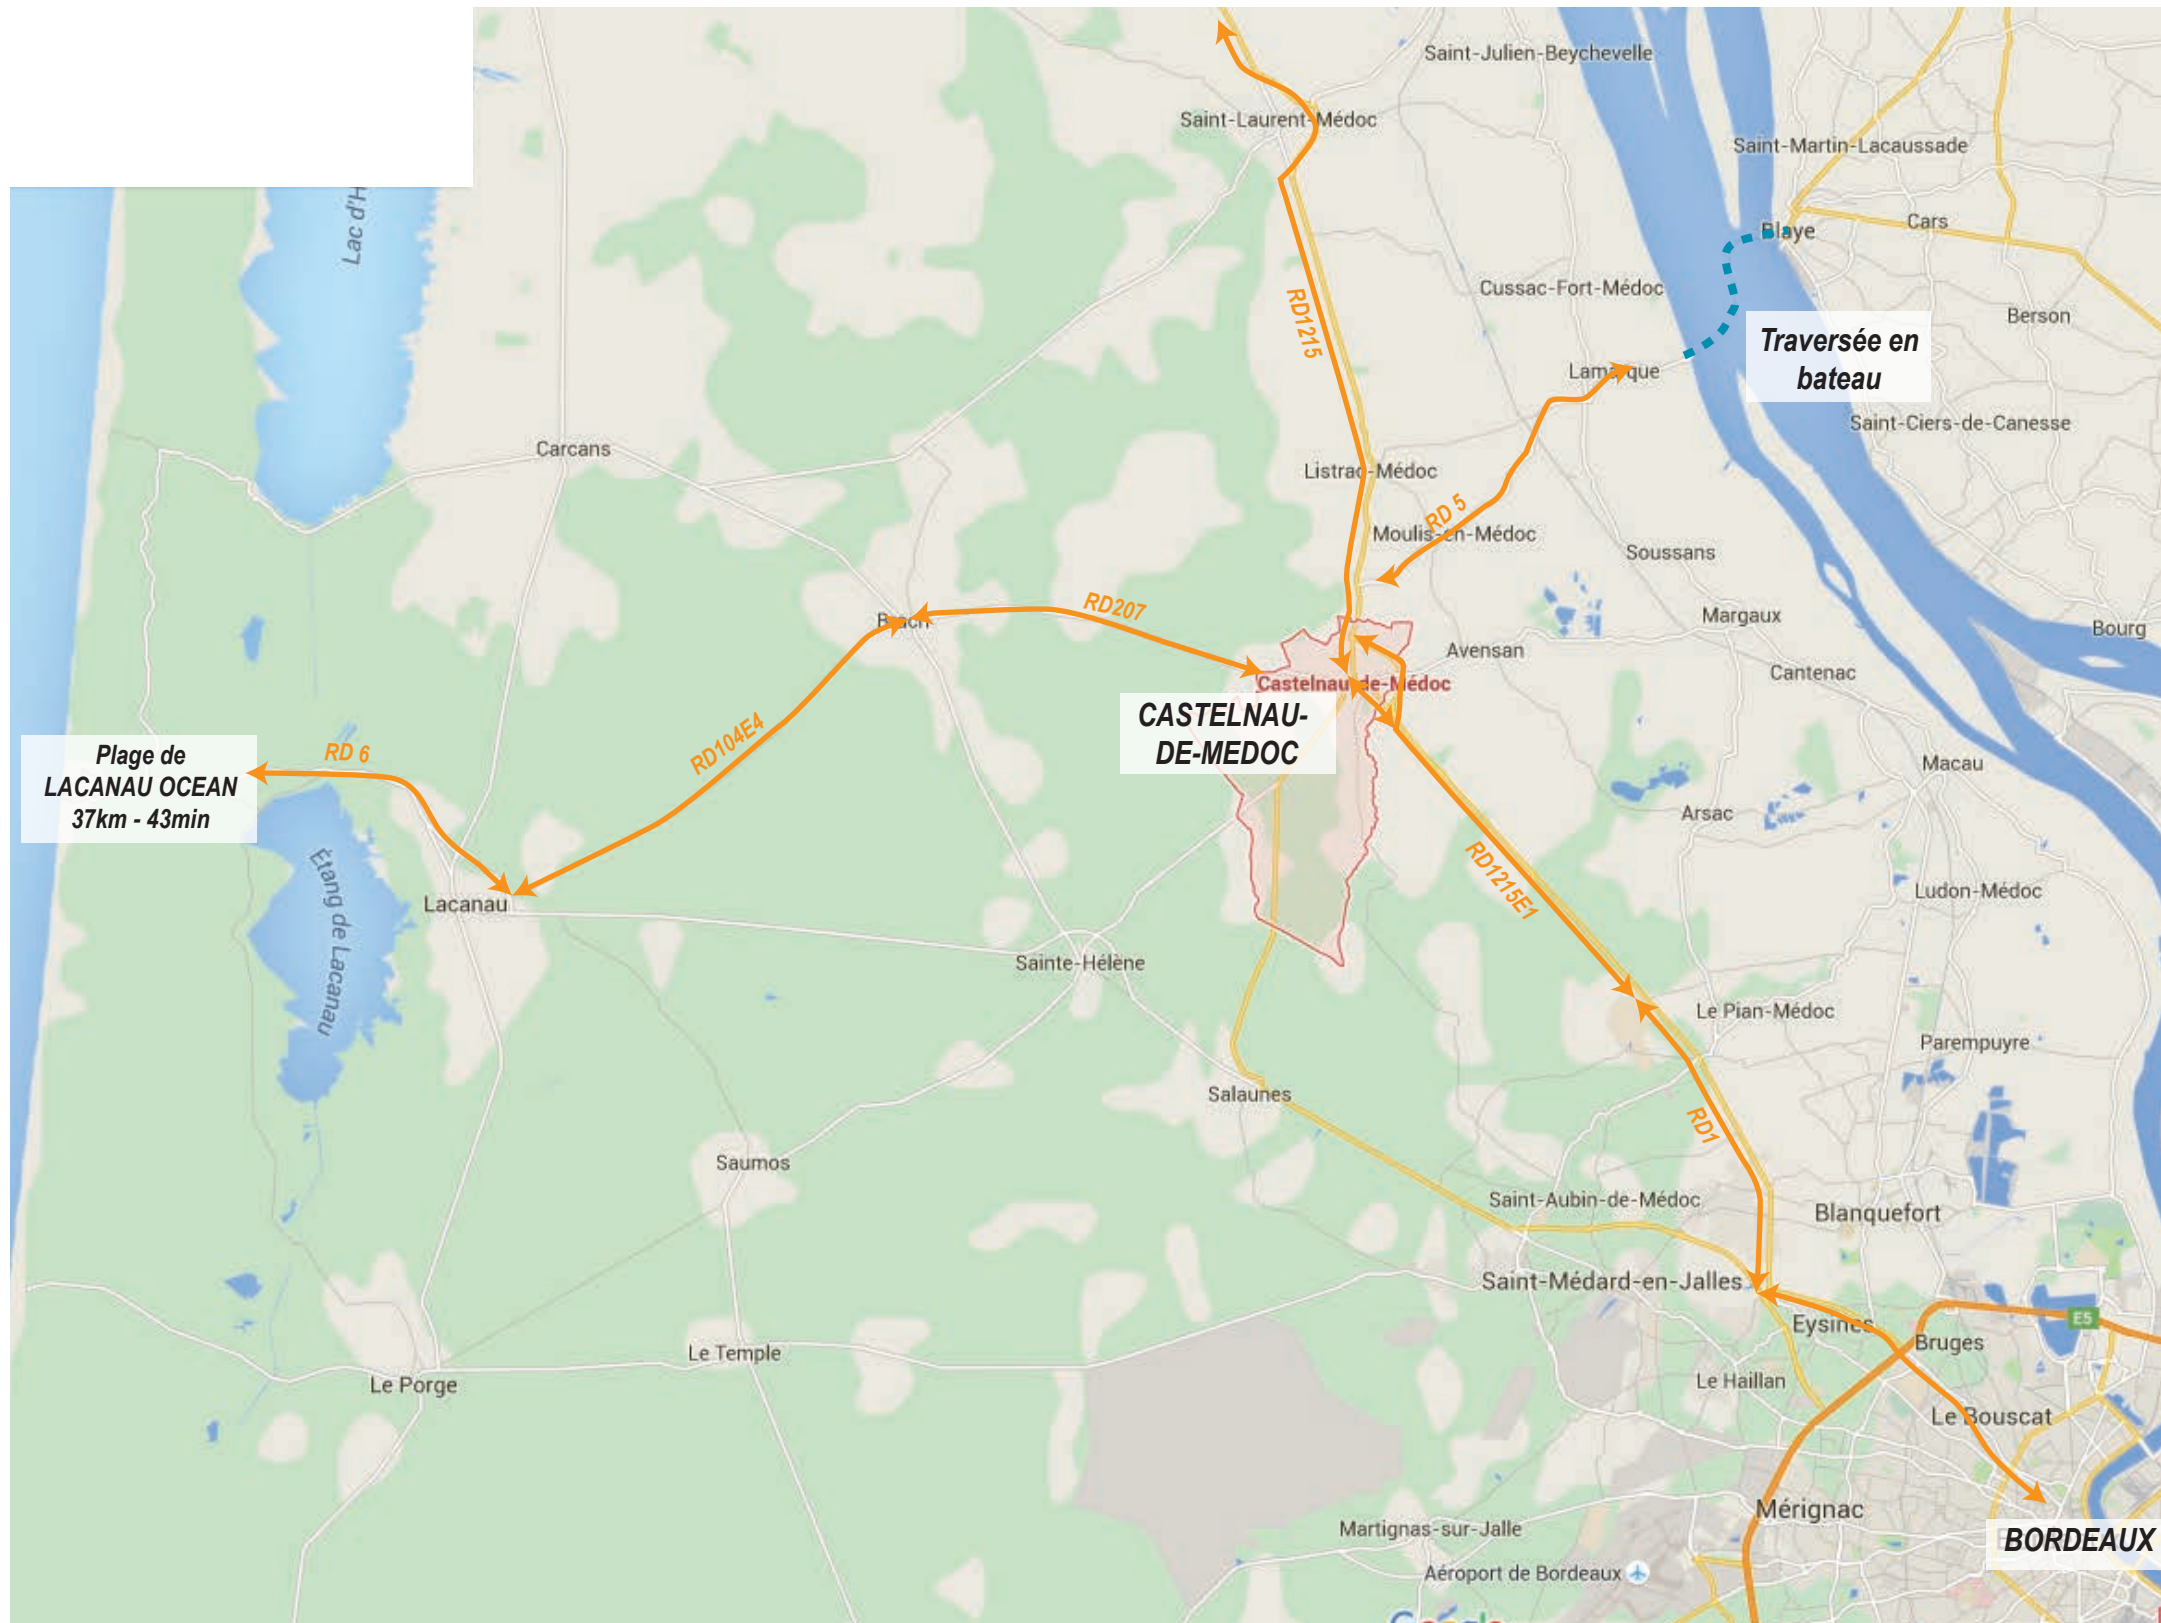 Saint-Julien-Beychevelle
Saint-Laurent-Médoc
Saint-Martin-Lacaussade
Lac d'H
Blaye
Cars
Cussac-Fort-Médoc
Berson
RD1215
Traversée en
bateau
Lamarque
Saint-Ciers-de-Canesse
Carcans
Listrac-Médoc
RD 5
Moulis-en-Médoc
Soussans
Brach
RD207
Margaux
Bourg
Avensan
Cantenac
Castelnau-de-Médoc
CASTELNAU-
DE-MEDOC
RD104E4
Plage de
LACANAU OCEAN
37km - 43min
RD 6
Macau
Arsac
Étang de Lacanau
RD1215E1
Ludon-Médoc
Lacanau
Sainte-Hélène
Le Pian-Médoc
Parempuyre
Salaunes
RD1
Saumos
Saint-Aubin-de-Médoc
Blanquefort
Saint-Médard-en-Jalles
Eysines
E5
Bruges
Le Temple
Le Haillan
Le Porge
Le Bouscat
Mérignac
Martignas-sur-Jalle
BORDEAUX
Aéroport de Bordeaux
Google